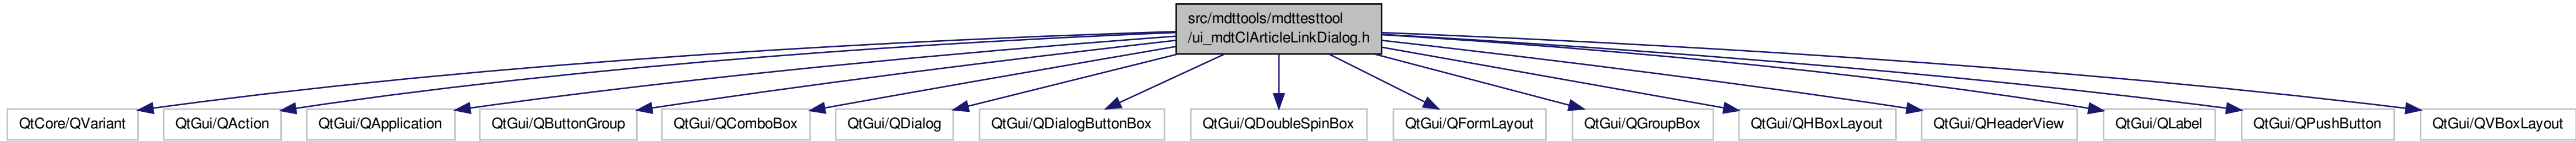 src/mdttools/mdttesttool
/ui_mdtClArticleLinkDialog.h
QtCore/QVariant
QtGui/QAction
QtGui/QApplication
QtGui/QButtonGroup
QtGui/QComboBox
QtGui/QDialog
QtGui/QDialogButtonBox
QtGui/QDoubleSpinBox
QtGui/QFormLayout
QtGui/QGroupBox
QtGui/QHBoxLayout
QtGui/QHeaderView
QtGui/QLabel
QtGui/QPushButton
QtGui/QVBoxLayout